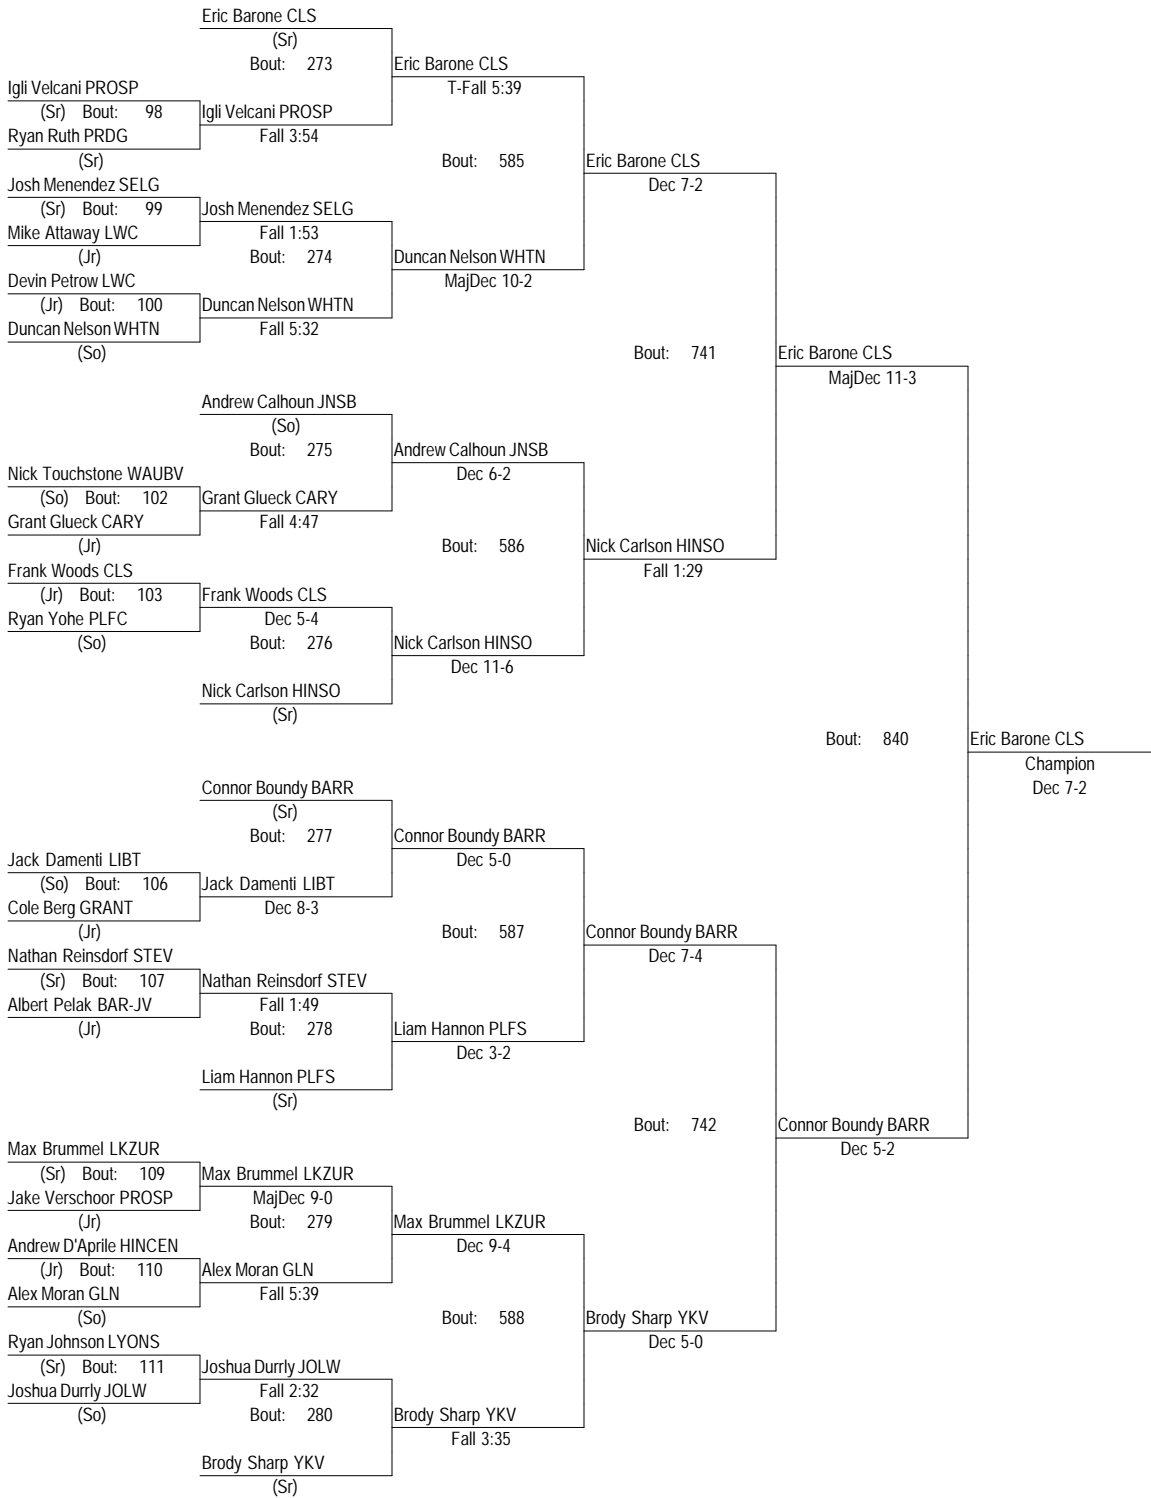 Eric Barone CLS
(Sr)
Bout: 273
Eric Barone CLS
T-Fall 5:39
Igli Velcani PROSP
(Sr) Bout: 98
Igli Velcani PROSP
Ryan Ruth PRDG
Fall 3:54
(Sr)
Bout: 585
Eric Barone CLS
Dec 7-2
Josh Menendez SELG
(Sr) Bout: 99
Josh Menendez SELG
Mike Attaway LWC
Fall 1:53
(Jr)
Bout: 274
Duncan Nelson WHTN
MajDec 10-2
Devin Petrow LWC
(Jr) Bout: 100
Duncan Nelson WHTN
Duncan Nelson WHTN
Fall 5:32
(So)
Bout: 741
Eric Barone CLS
MajDec 11-3
Andrew Calhoun JNSB
(So)
Bout: 275
Andrew Calhoun JNSB
Dec 6-2
Nick Touchstone WAUBV
(So) Bout: 102
Grant Glueck CARY
Grant Glueck CARY
Fall 4:47
(Jr)
Bout: 586
Nick Carlson HINSO
Fall 1:29
Frank Woods CLS
(Jr) Bout: 103
Frank Woods CLS
Ryan Yohe PLFC
Dec 5-4
(So)
Bout: 276
Nick Carlson HINSO
Dec 11-6
Nick Carlson HINSO
(Sr)
Bout: 840
Eric Barone CLS
Champion
Dec 7-2
Connor Boundy BARR
(Sr)
Bout: 277
Connor Boundy BARR
Dec 5-0
Jack Damenti LIBT
(So) Bout: 106
Jack Damenti LIBT
Cole Berg GRANT
Dec 8-3
(Jr)
Bout: 587
Connor Boundy BARR
Dec 7-4
Nathan Reinsdorf STEV
(Sr) Bout: 107
Nathan Reinsdorf STEV
Albert Pelak BAR-JV
Fall 1:49
(Jr)
Bout: 278
Liam Hannon PLFS
Dec 3-2
Liam Hannon PLFS
(Sr)
Bout: 742
Connor Boundy BARR
Dec 5-2
Max Brummel LKZUR
(Sr) Bout: 109
Max Brummel LKZUR
Jake Verschoor PROSP
MajDec 9-0
(Jr)
Bout: 279
Max Brummel LKZUR
Dec 9-4
Andrew D'Aprile HINCEN
(Jr) Bout: 110
Alex Moran GLN
Alex Moran GLN
Fall 5:39
(So)
Bout: 588
Brody Sharp YKV
Dec 5-0
Ryan Johnson LYONS
(Sr) Bout: 111
Joshua Durrly JOLW
Joshua Durrly JOLW
Fall 2:32
(So)
Bout: 280
Brody Sharp YKV
Fall 3:35
Brody Sharp YKV
(Sr)